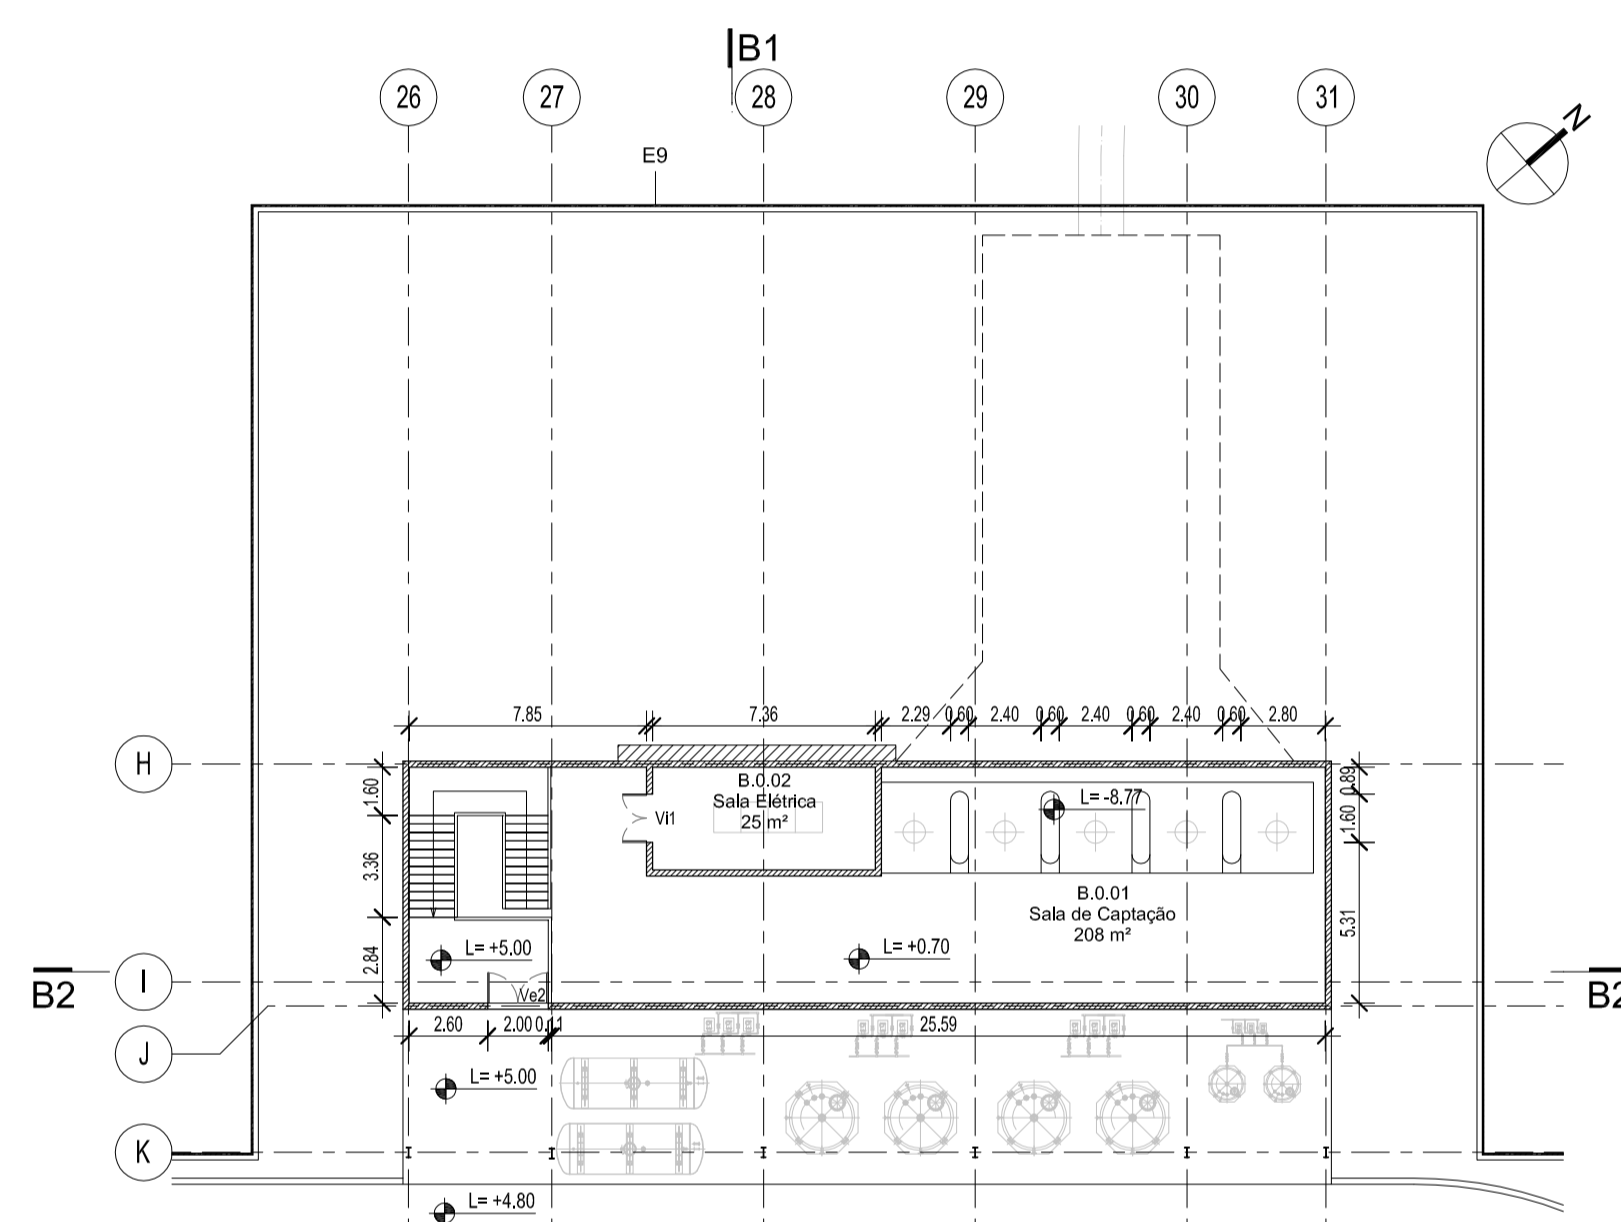 B1
26
27
28
29
30
31
N
E9
7.85
7.36
2.29
0.60
2.40
0.60
2.40
0.60
2.40
0.60
2.80
H
1.60
B.0.02
Sala Elétrica
25 m²
Vi1
L= -8.77
0.89
1.60
3.36
B.0.01
Sala de Captação
208 m²
5.31
2.84
L= +5.00
L= +0.70
I
B2
B2
Ve2
2.60
2.00
0.11
25.59
J
L= +5.00
K
L= +4.80